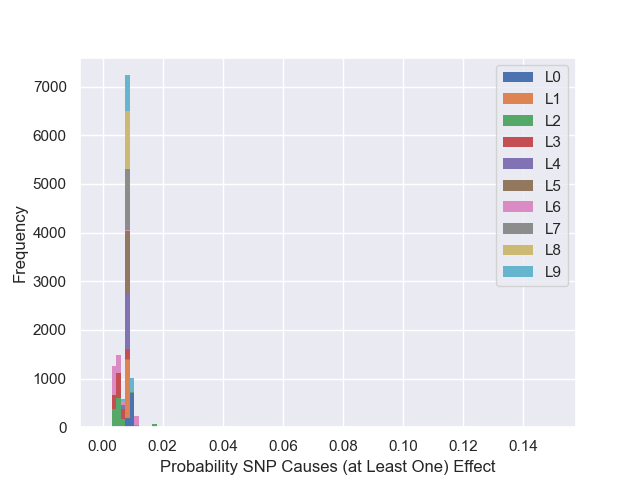 7000
6000
5000
4000
3000
2000
1000
0
Frequency
0.00 0.02 0.04 0.06 0.08 0.10 0.12 0.14
Probability SNP Causes (at Least One) Effect
L0
L1
L2
L3
L4
L5
L6
L7
L8
L9